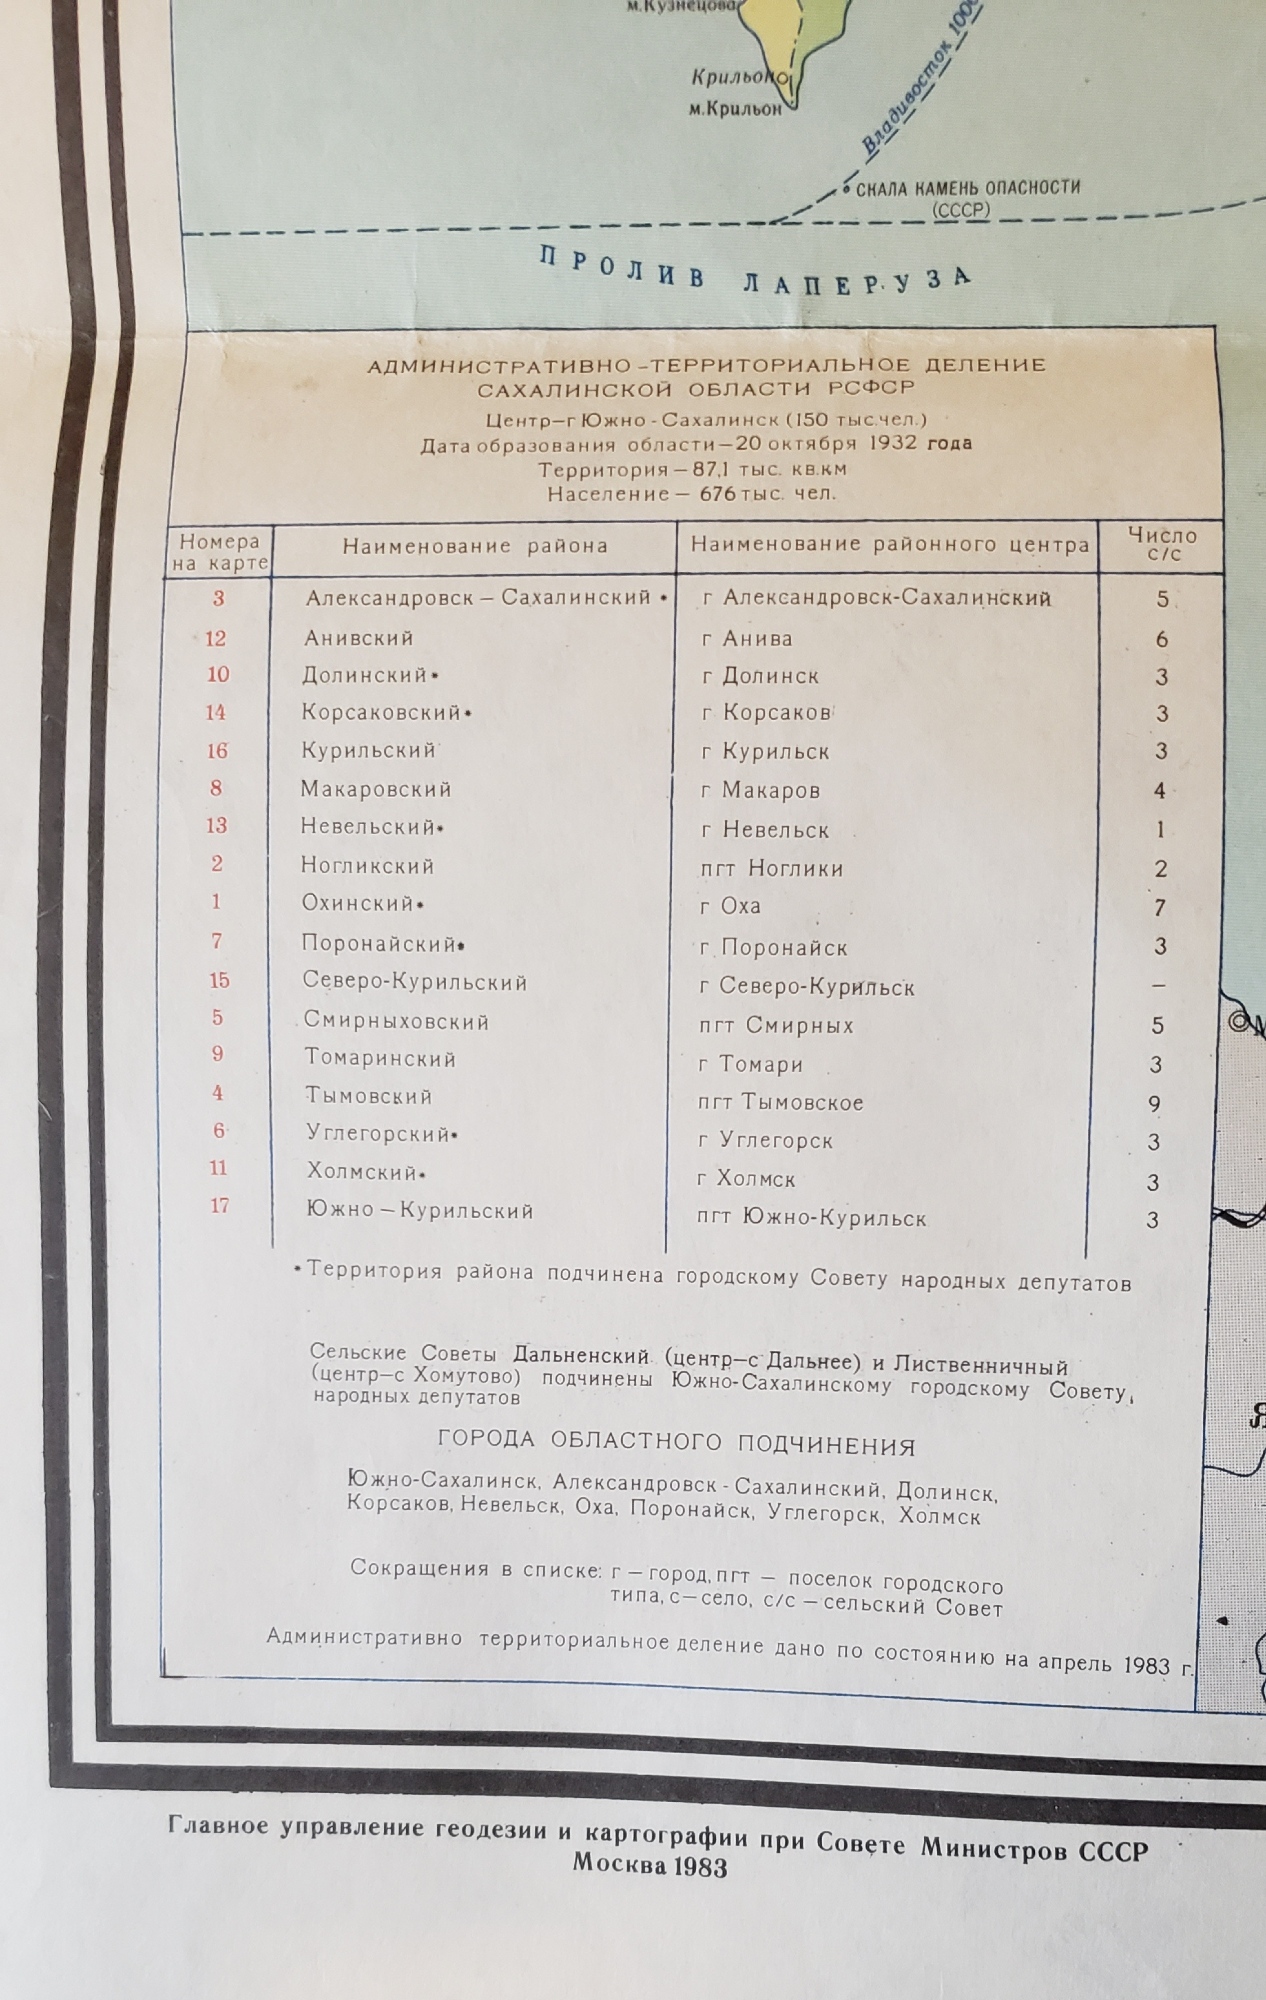 м.Кузнецова
Крильон
м.Крильон
Владивосток 100
СКАЛА КАМЕНЬ ОПАСНОСТИ
(СССР)
ПРОЛИВ ЛАПЕРУЗА
АДМИНИСТРАТИВНО-ТЕРРИТОРИАЛЬНОЕ ДЕЛЕНИЕ
САХАЛИНСКОЙ ОБЛАСТИ РСФСР
Центр–г Южно-Сахалинск (150 тыс.чел.)
Дата образования области–20 октября 1932 года
Территория – 87,1 тыс. кв.км
Население – 676 тыс. чел.
Номера на карте Наименование района Наименование районного центра Число с/с
3 Александровск – Сахалинский • г Александровск-Сахалинский 5
12 Анивский г Анива 6
10 Долинский • г Долинск 3
14 Корсаковский • г Корсаков 3
16 Курильский г Курильск 3
8 Макаровский г Макаров 4
13 Невельский • г Невельск 1
2 Ногликский пгт Ноглики 2
1 Охинский • г Оха 7
7 Поронайский • г Поронайск 3
15 Северо-Курильский г Северо-Курильск –
5 Смирныховский пгт Смирных 5
9 Томаринский г Томари 3
4 Тымовский пгт Тымовское 9
6 Углегорский • г Углегорск 3
11 Холмский • г Холмск 3
17 Южно – Курильский пгт Южно-Курильск 3
• Территория района подчинена городскому Совету народных депутатов
Сельские Советы Дальненский (центр–с Дальнее) и Лиственничный
(центр–с Хомутово) подчинены Южно-Сахалинскому городскому Совету,
народных депутатов
ГОРОДА ОБЛАСТНОГО ПОДЧИНЕНИЯ
Южно-Сахалинск, Александровск - Сахалинский, Долинск,
Корсаков, Невельск, Оха, Поронайск, Углегорск, Холмск
Сокращения в списке: г – город, пгт – поселок городского
типа, с–село, с/с – сельский Совет
Административно территориальное деление дано по состоянию на апрель 1983 г.
Главное управление геодезии и картографии при Совете Министров СССР
Москва 1983